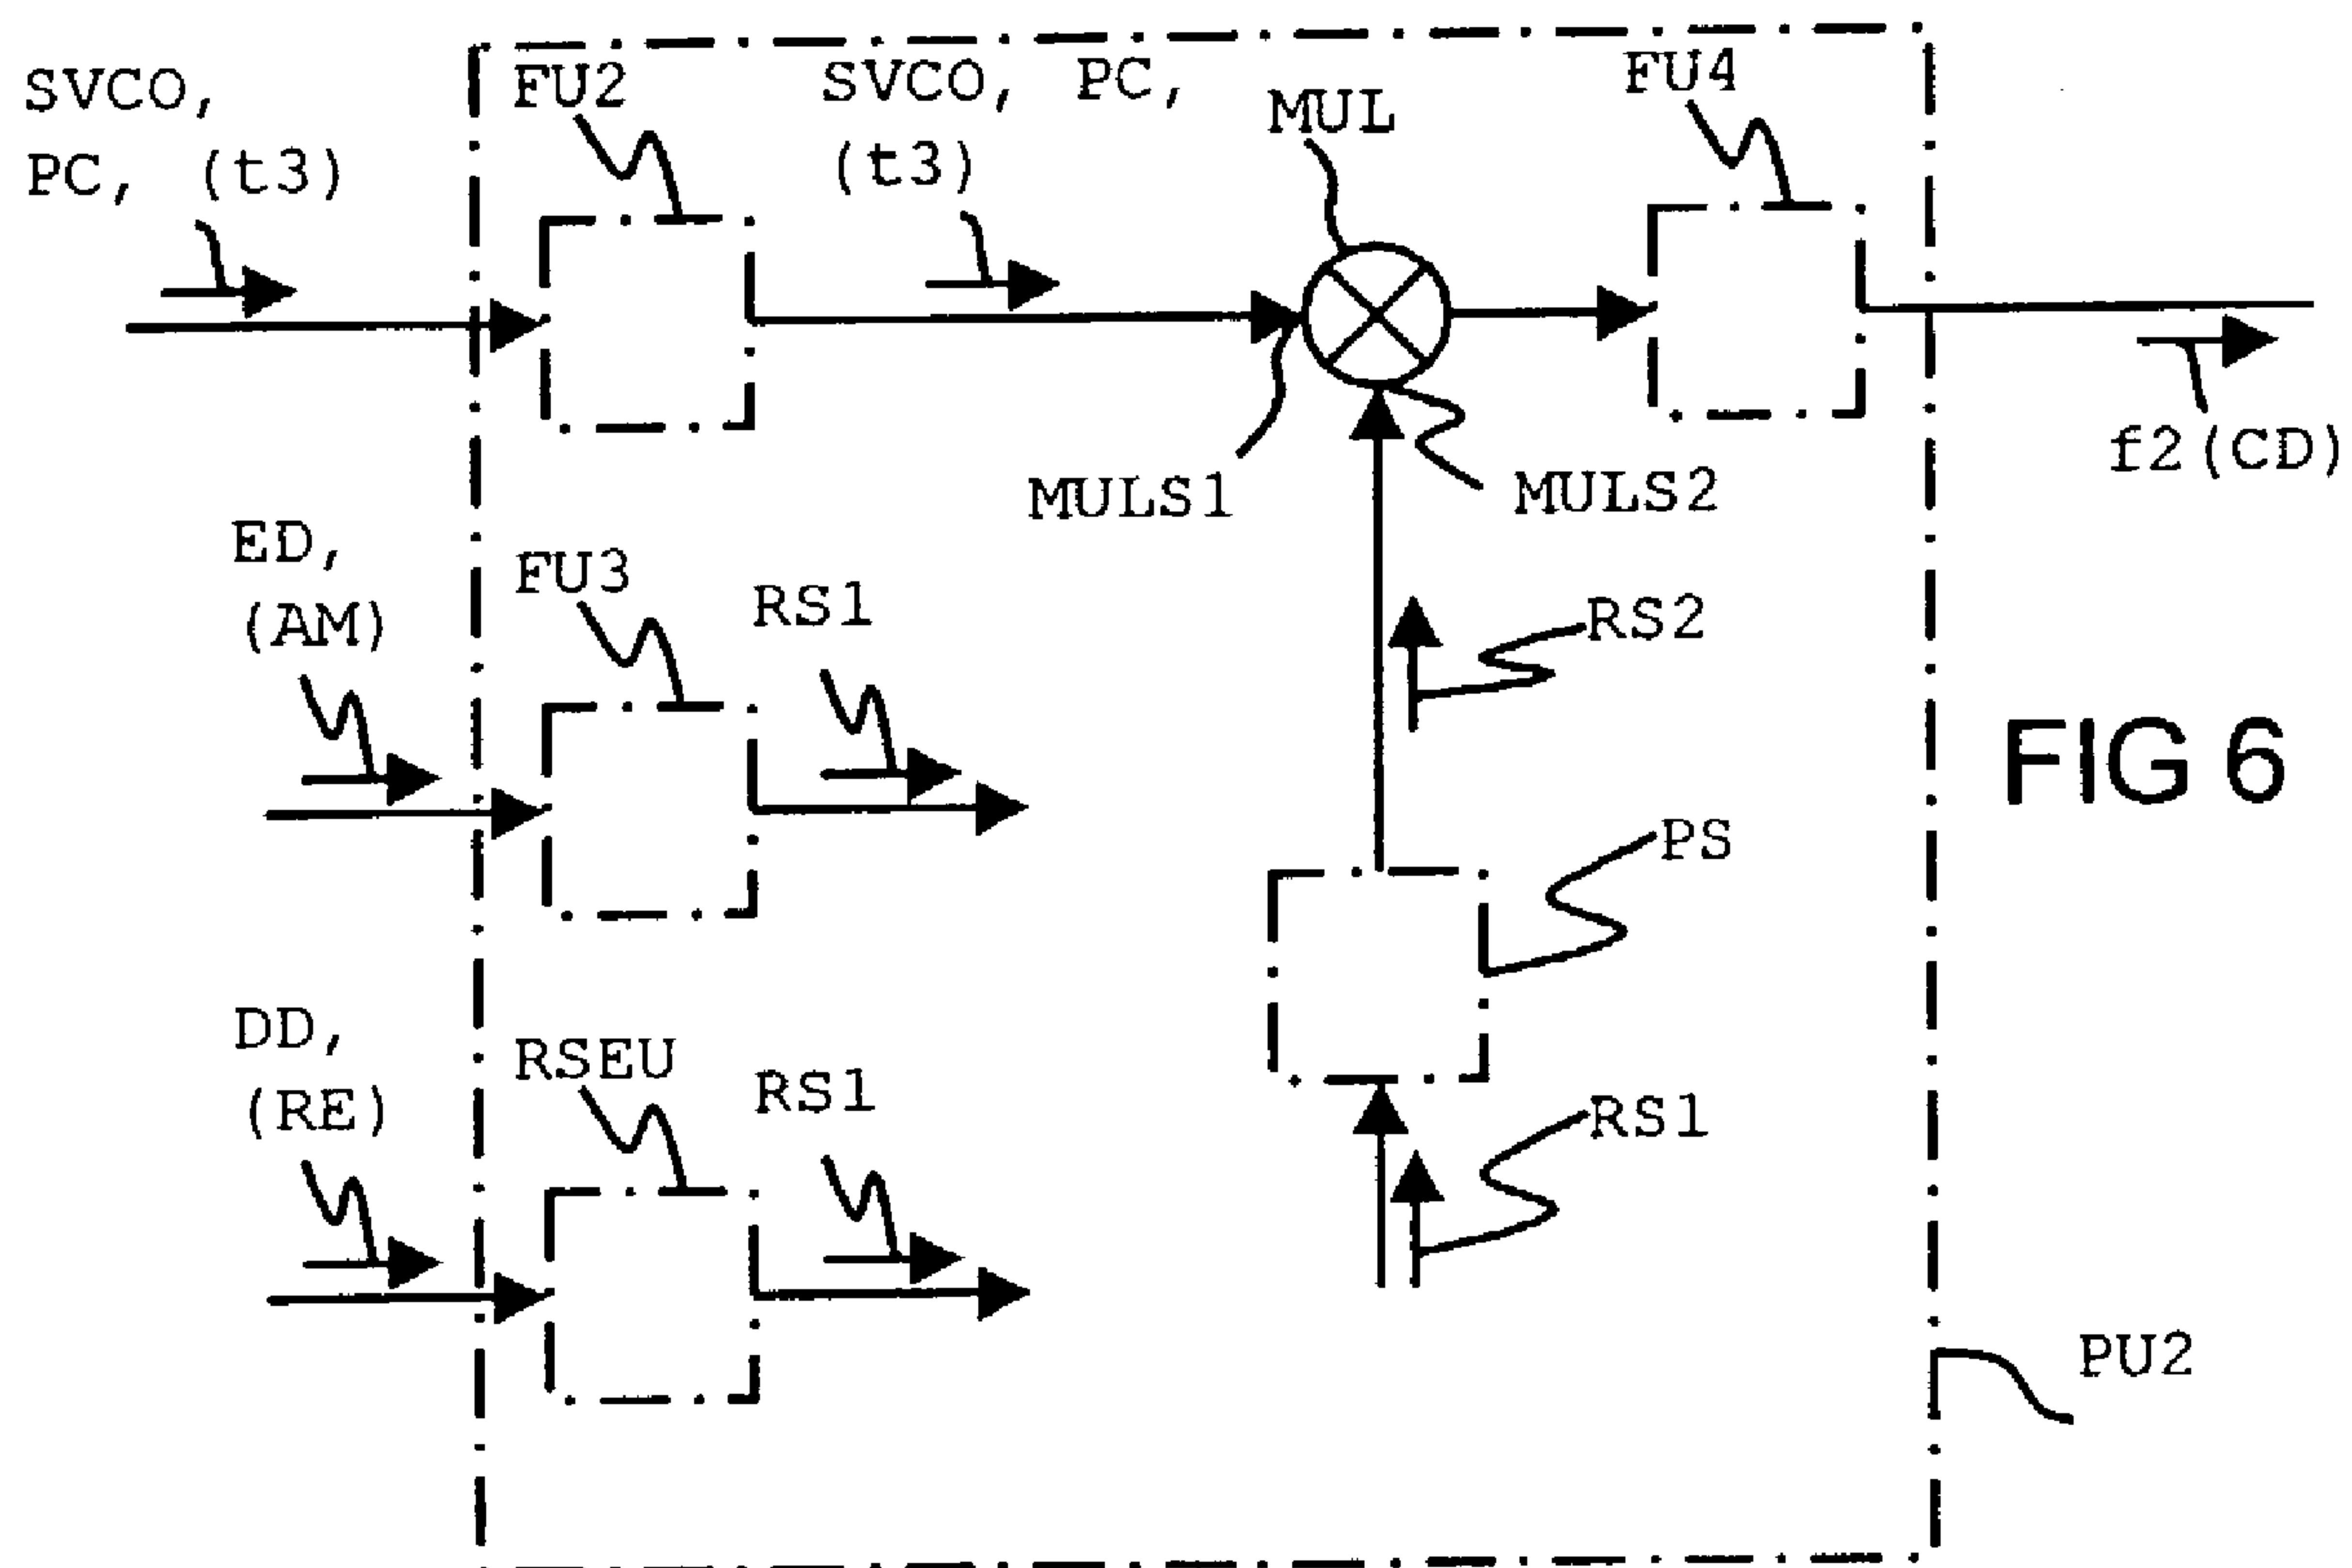 SVCO,
PC, (t3)
FU2
SVCO, PC,
(t3)
MUL
FU4
MULS1
MULS2
f2(CD)
ED,
(AM)
FU3
RS1
RS2
FIG 6
PS
DD,
(RE)
RSEU
RS1
RS1
PU2